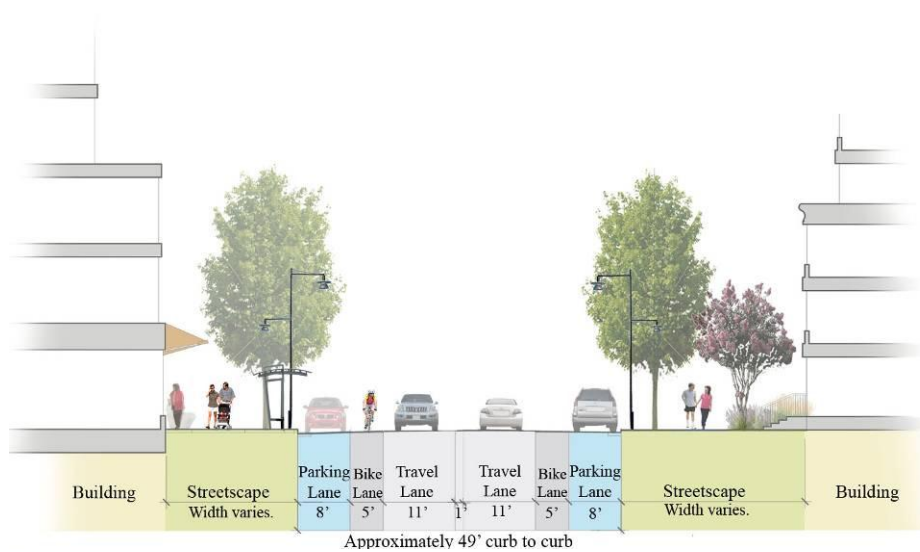 Building
Streetscape
Width varies.
Parking
Lane
8’
Bike
Lane
5’
Travel
Lane
11’
1’
Travel
Lane
11’
Bike
Lane
5’
Parking
Lane
8’
Streetscape
Width varies.
Building
Approximately 49’ curb to curb